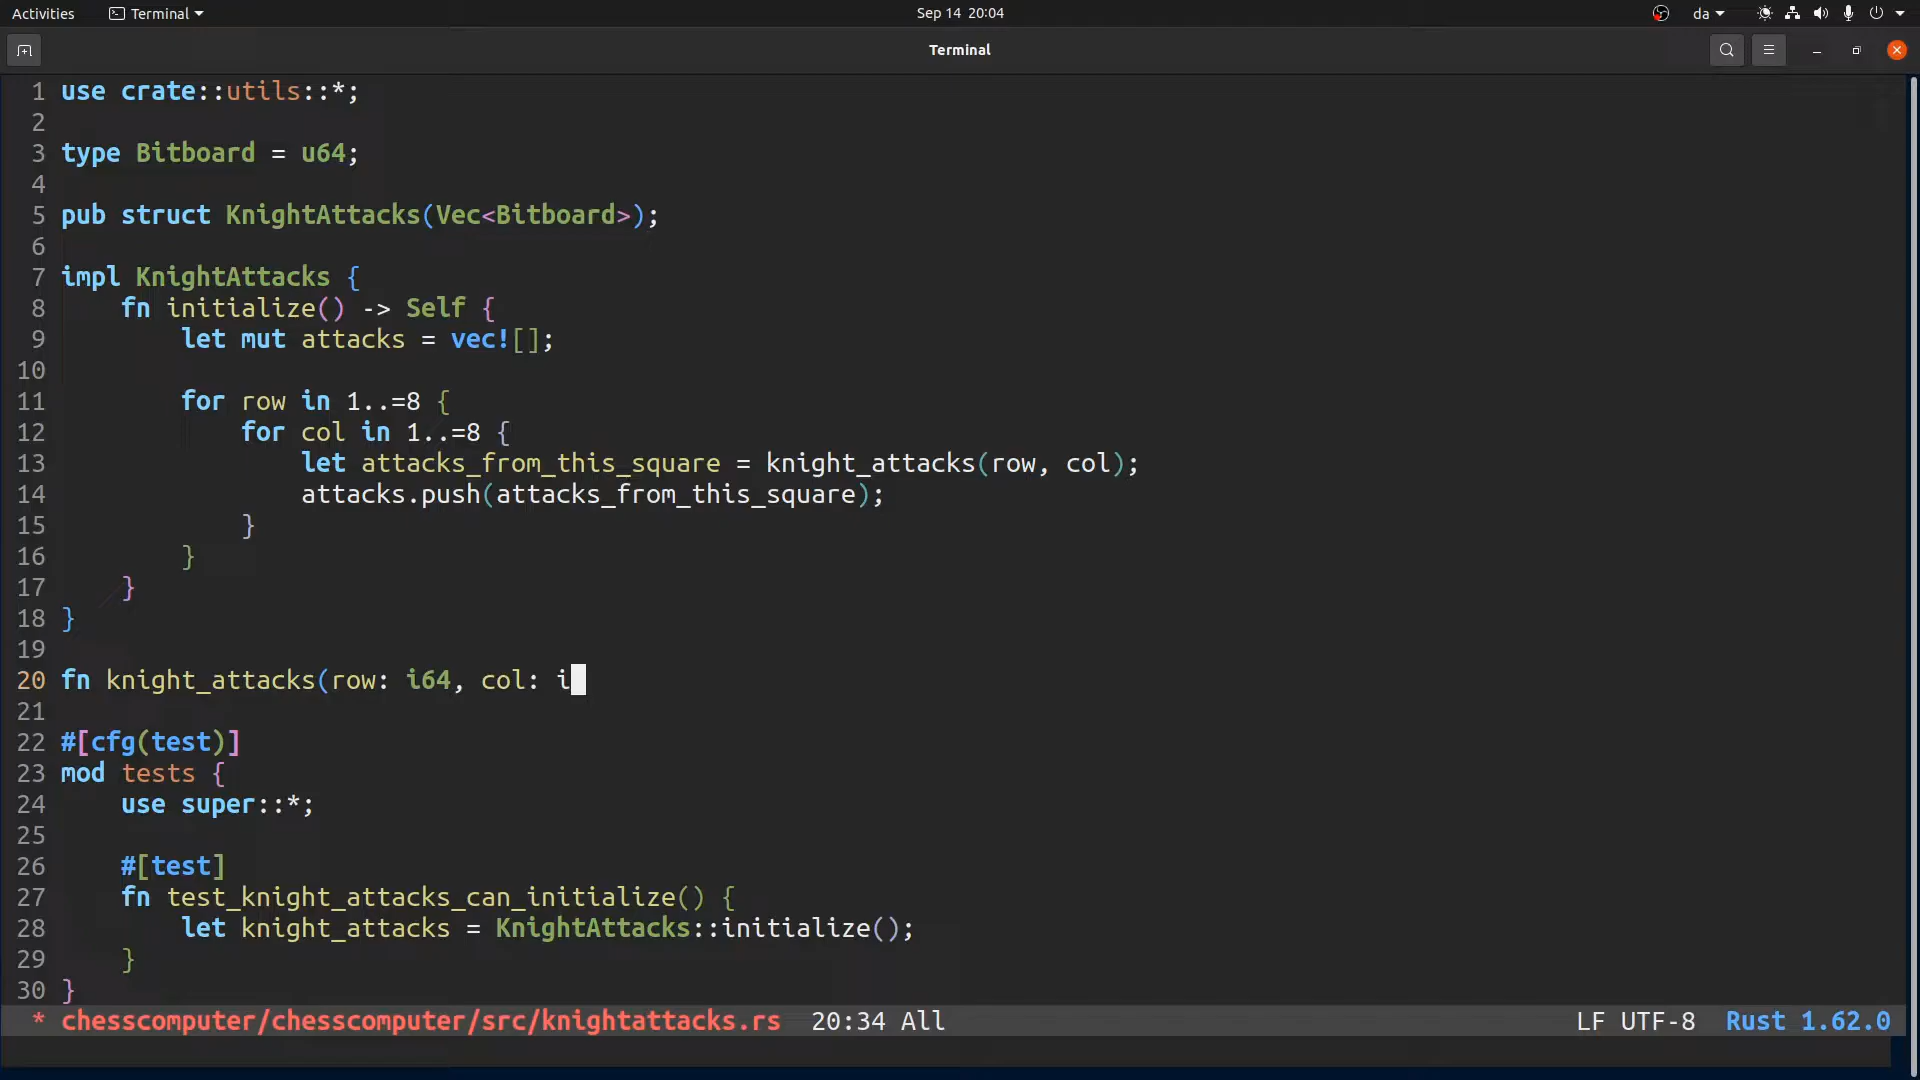 Activities Terminal Sep 14 20:04 da
Terminal
1 use crate::utils::*;
2
3 type Bitboard = u64;
4
5 pub struct KnightAttacks(Vec<Bitboard>);
6
7 impl KnightAttacks {
8     fn initialize() -> Self {
9         let mut attacks = vec![];
10
11         for row in 1..=8 {
12             for col in 1..=8 {
13                 let attacks_from_this_square = knight_attacks(row, col);
14                 attacks.push(attacks_from_this_square);
15             }
16         }
17     }
18 }
19
20 fn knight_attacks(row: i64, col: i
21
22 #[cfg(test)]
23 mod tests {
24     use super::*;
25
26     #[test]
27     fn test_knight_attacks_can_initialize() {
28         let knight_attacks = KnightAttacks::initialize();
29     }
30 }
* chesscomputer/chesscomputer/src/knightattacks.rs 20:34 All LF UTF-8 Rust 1.62.0